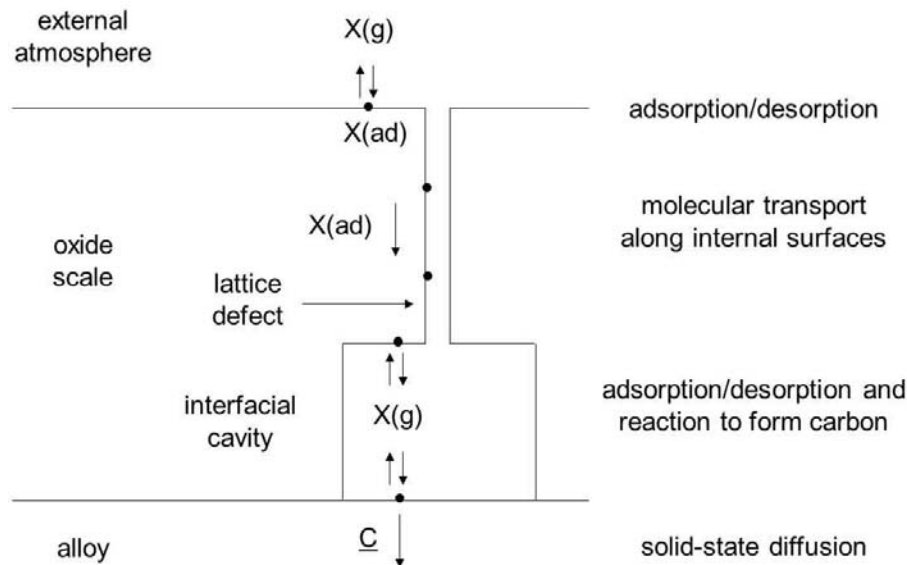 external
atmosphere
X(g)
X(ad)
adsorption/desorption
X(ad)
molecular transport
along internal surfaces
oxide
scale
lattice
defect
interfacial
cavity
X(g)
adsorption/desorption and
reaction to form carbon
alloy
C
solid-state diffusion